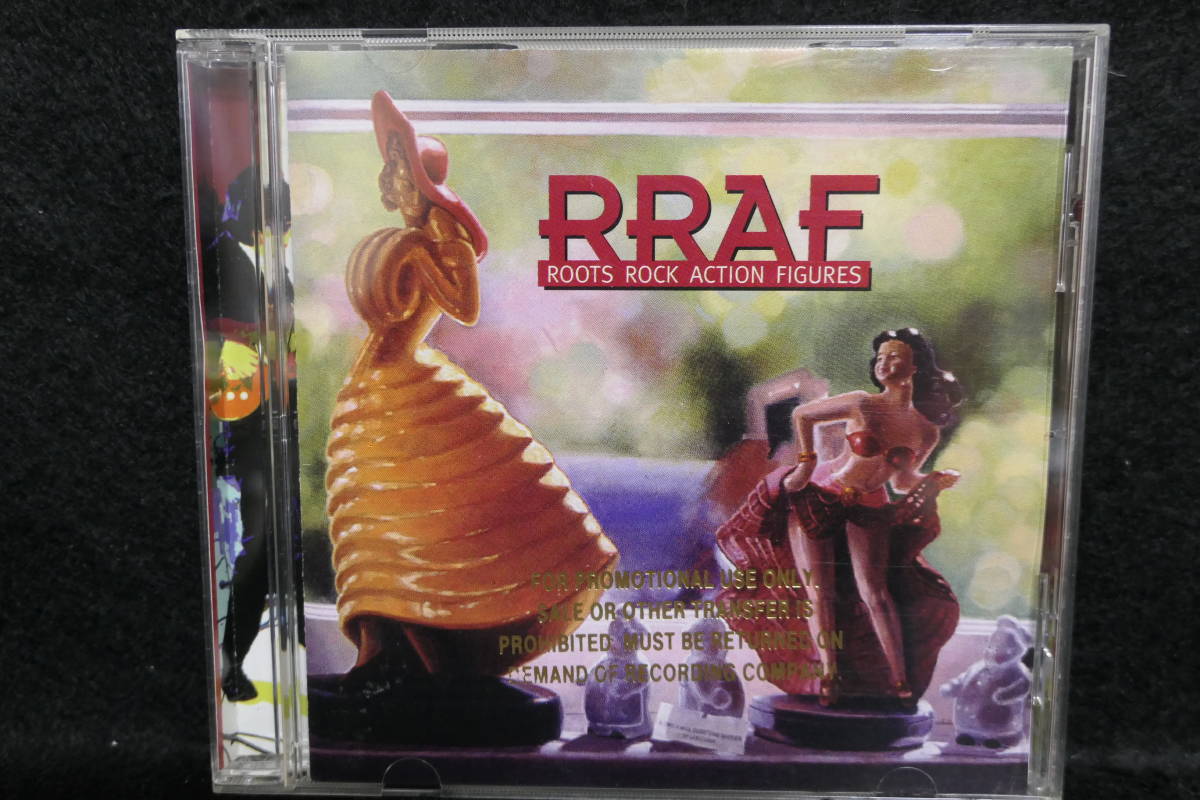 RRAF
ROOTS ROCK ACTION FIGURES
FOR PROMOTIONAL USE ONLY.
SALE OR OTHER TRANSFER IS
PROHIBITED. MUST BE RETURNED ON
DEMAND OF RECORDING COMPANY.